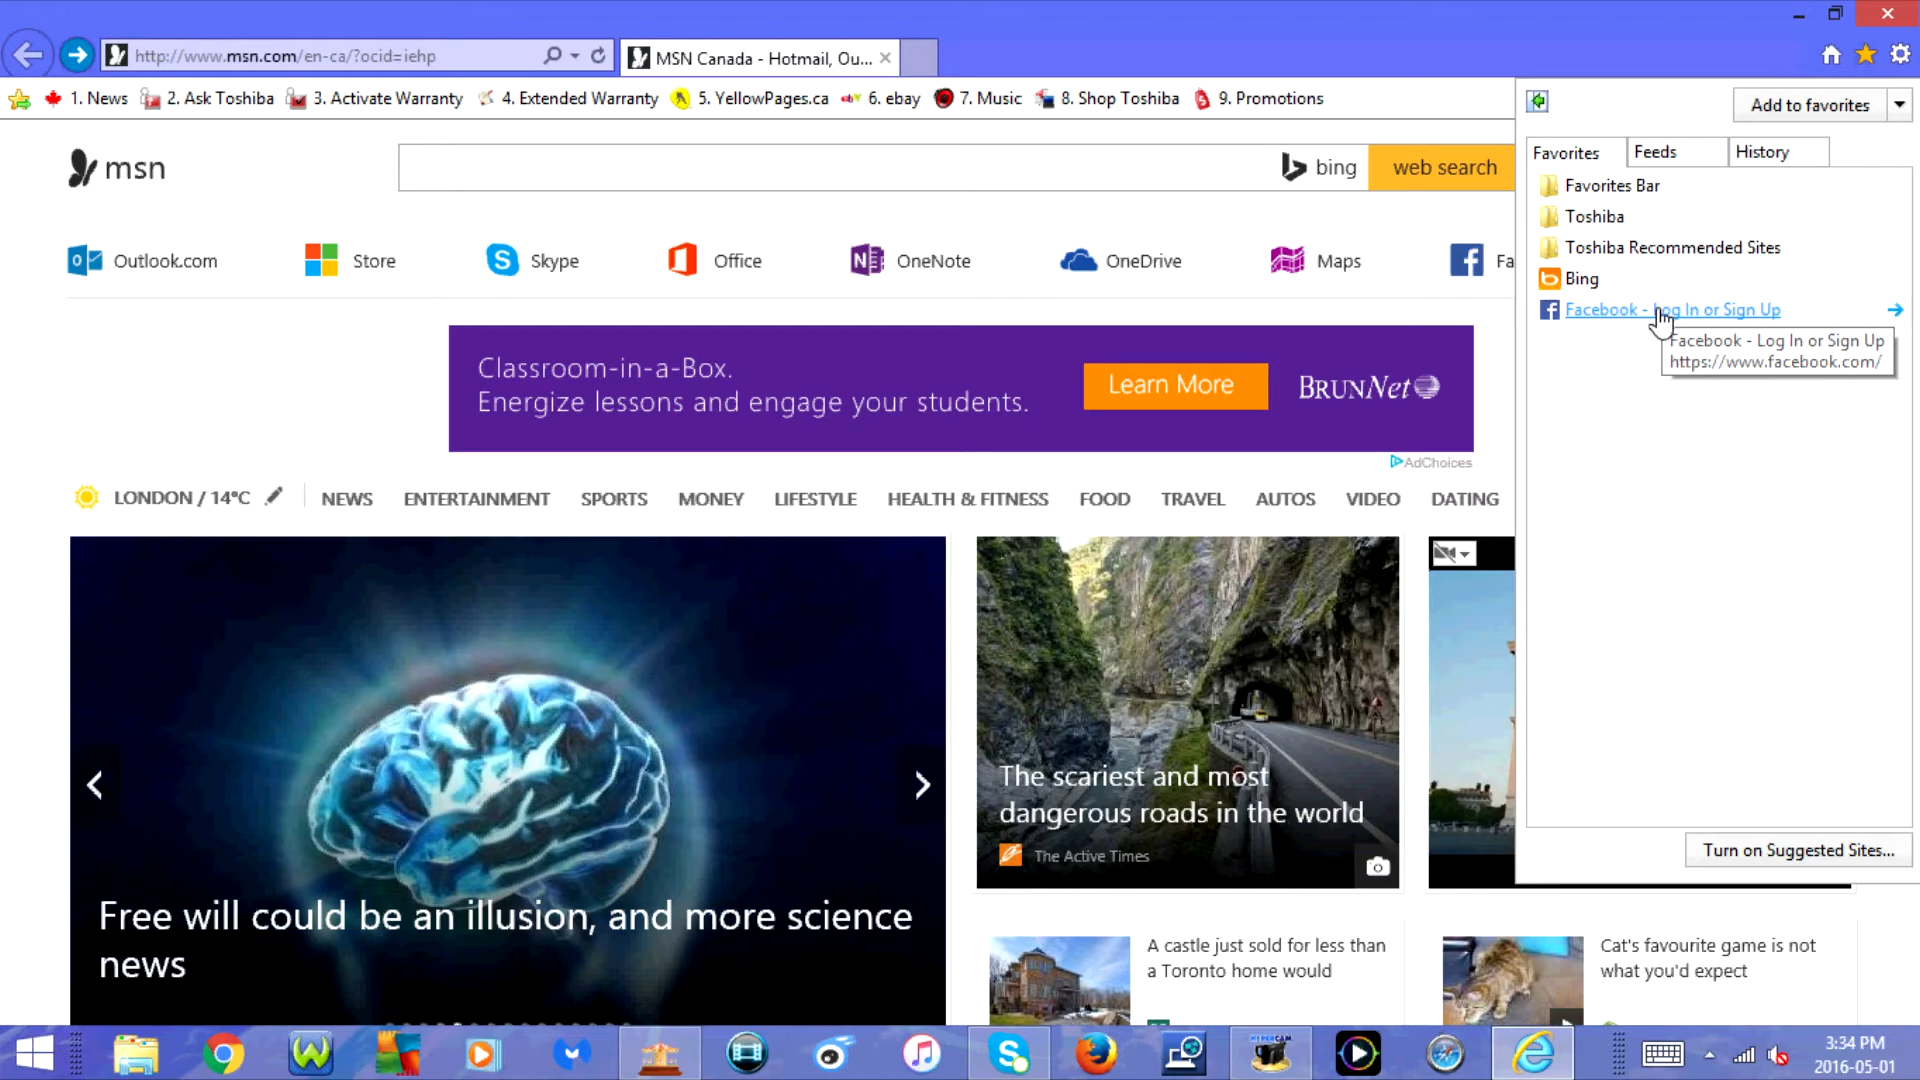 http://www.msn.com/en-ca/?ocid=iehp
MSN Canada - Hotmail, Ou...
1. News
2. Ask Toshiba
3. Activate Warranty
4. Extended Warranty
5. YellowPages.ca
6. ebay
7. Music
8. Shop Toshiba
9. Promotions
Add to favorites
Favorites
Feeds
History
Favorites Bar
Toshiba
Toshiba Recommended Sites
Bing
Facebook - Log In or Sign Up
Facebook - Log In or Sign Up
https://www.facebook.com/
Turn on Suggested Sites...
msn
bing
web search
Outlook.com
Store
Skype
Office
OneNote
OneDrive
Maps
Fa
Classroom-in-a-Box.
Energize lessons and engage your students.
Learn More
BRUNNET
AdChoices
LONDON / 14°C
NEWS
ENTERTAINMENT
SPORTS
MONEY
LIFESTYLE
HEALTH & FITNESS
FOOD
TRAVEL
AUTOS
VIDEO
DATING
Free will could be an illusion, and more science
news
The scariest and most
dangerous roads in the world
The Active Times
A castle just sold for less than
a Toronto home would
Cat's favourite game is not
what you'd expect
HYPERCAM
3:34 PM
2016-05-01